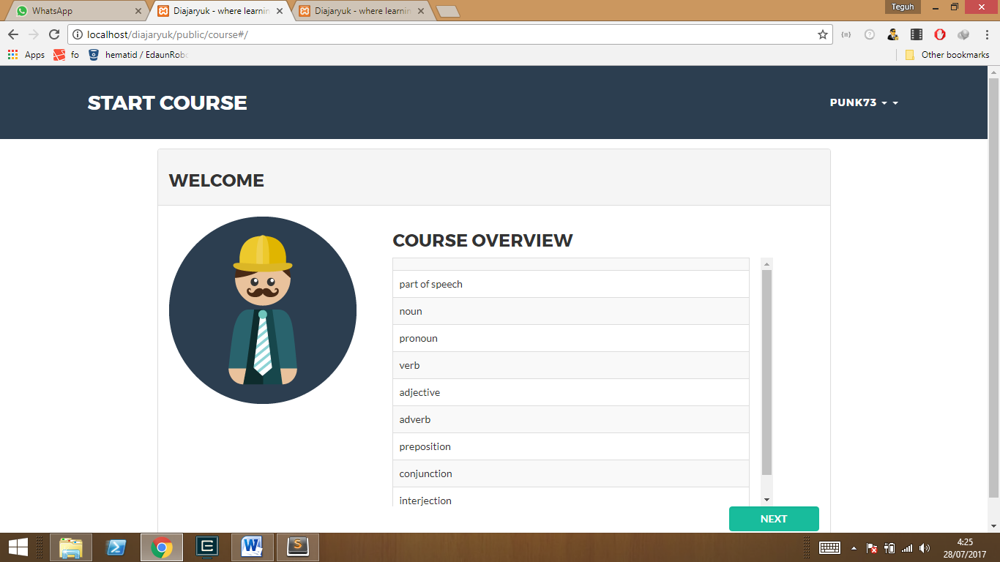 WhatsApp
Diajaryuk - where learnin
Diajaryuk - where learnin
Teguh
localhost/diajaryuk/public/course#/
Apps
fo
hematid / EdaunRob
Other bookmarks
START COURSE
PUNK73
WELCOME
COURSE OVERVIEW
part of speech
noun
pronoun
verb
adjective
adverb
preposition
conjunction
interjection
NEXT
4:25
28/07/2017